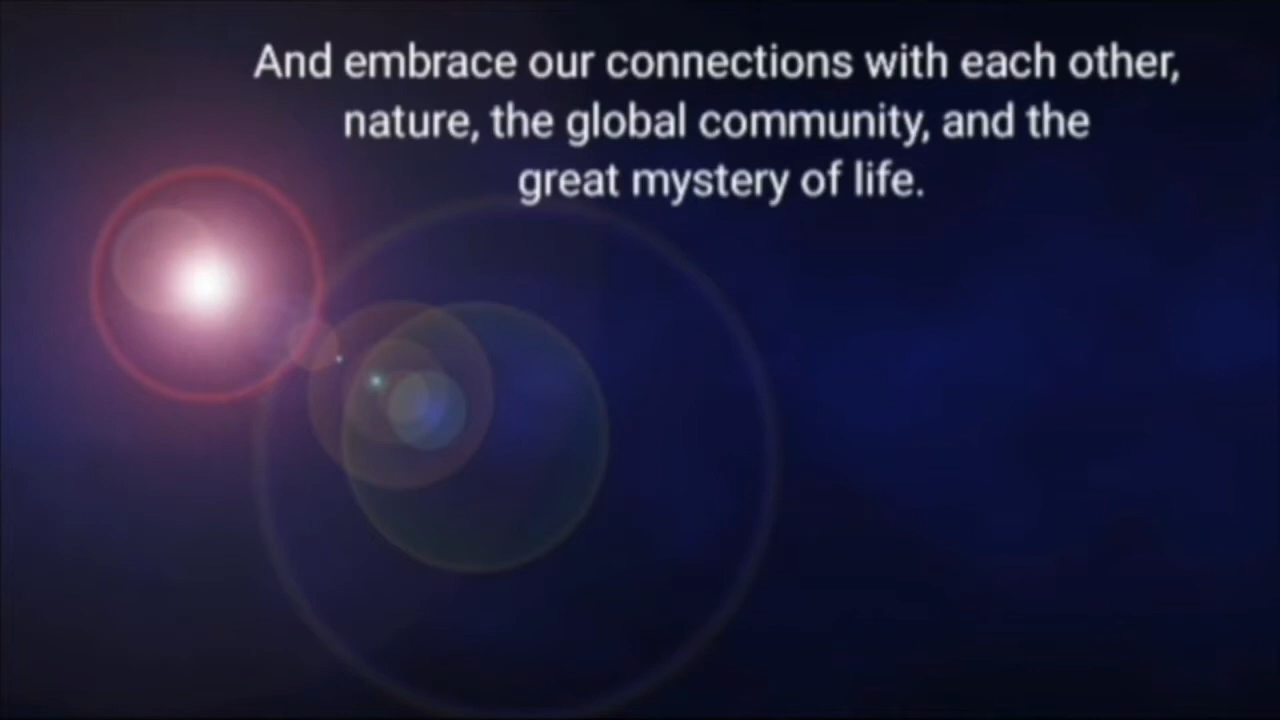 And embrace our connections with each other,
nature, the global community, and the
great mystery of life.